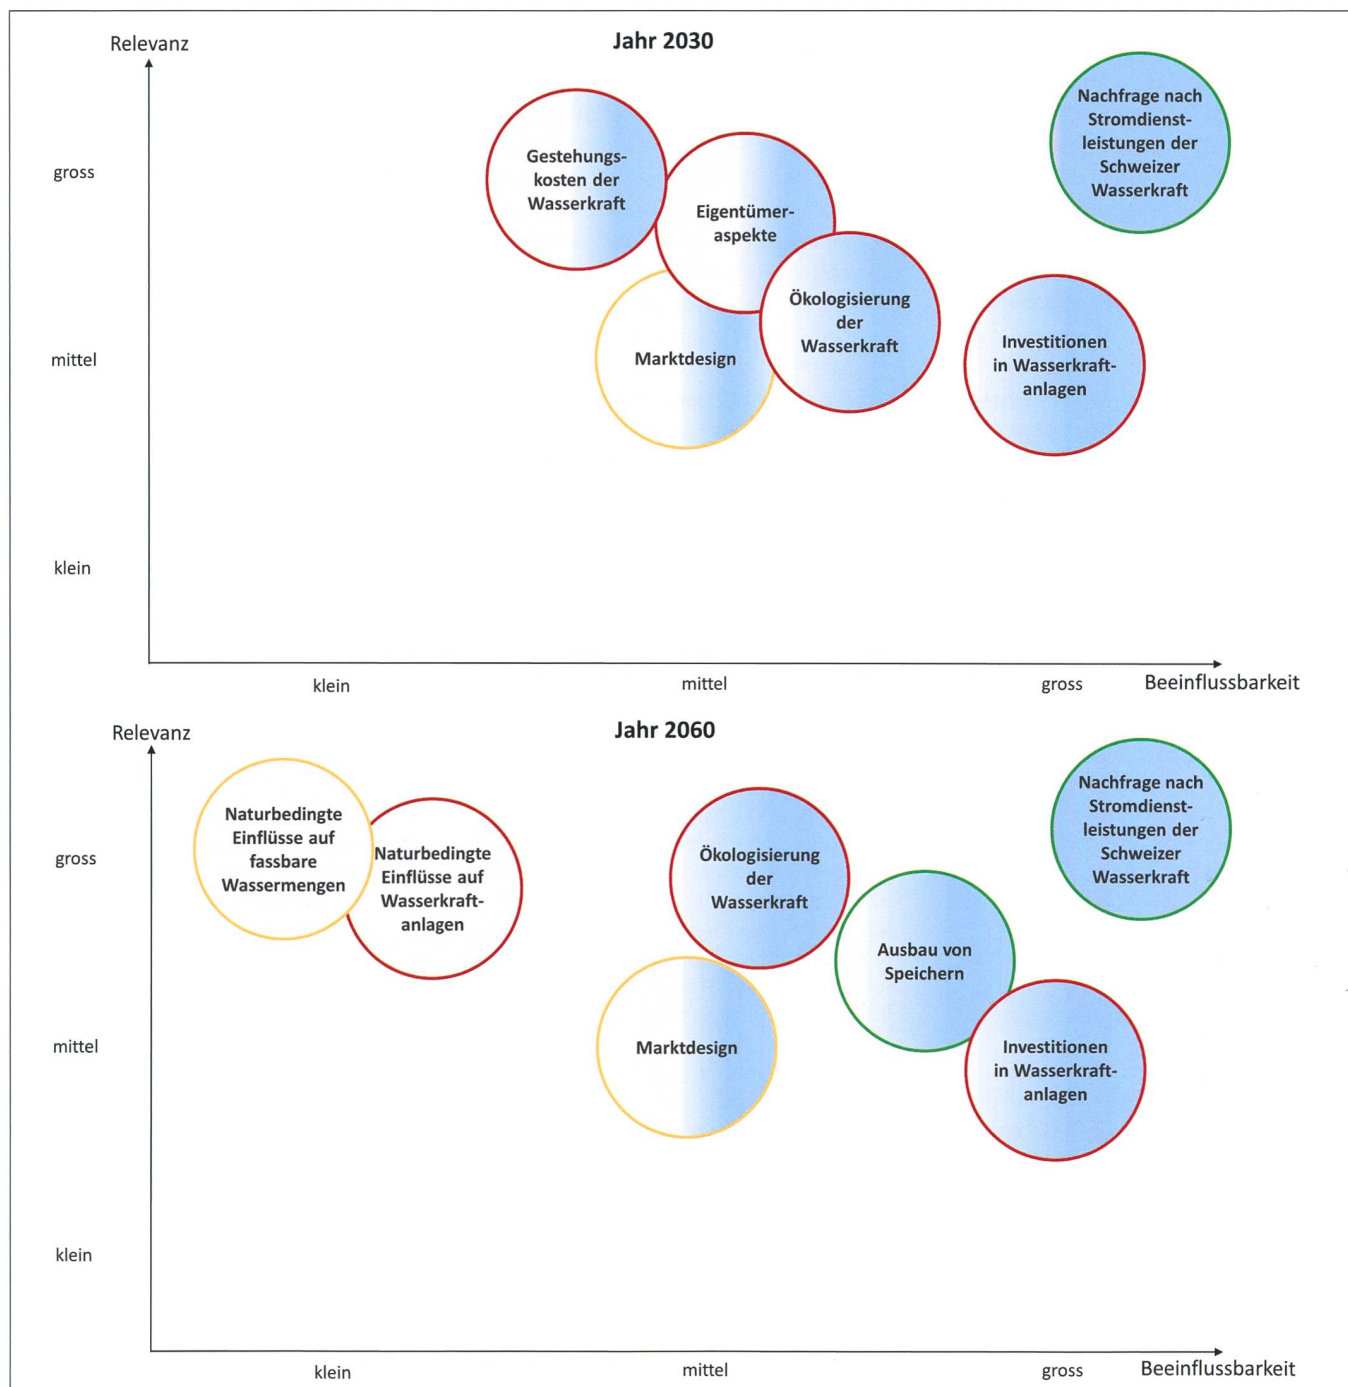 Jahr 2030
Relevanz
gross
mittel
klein
Gestehungs-
kosten der
Wasserkraft
Eigentümer-
aspekte
Marktdesign
Ökologisierung
der
Wasserkraft
Nachfrage nach
Stromdienst-
leistungen der
Schweizer
Wasserkraft
Investitionen
in Wasserkraft-
anlagen
klein
mittel
gross
Beeinflussbarkeit
Jahr 2060
Relevanz
gross
mittel
klein
Naturbedingte
Einflüsse auf
fassbare
Wassermengen
Naturbedingte
Einflüsse auf
Wasserkraft-
anlagen
Ökologisierung
der
Wasserkraft
Marktdesign
Ausbau von
Speichern
Nachfrage nach
Stromdienst-
leistungen der
Schweizer
Wasserkraft
Investitionen
in Wasserkraft-
anlagen
klein
mittel
gross
Beeinflussbarkeit